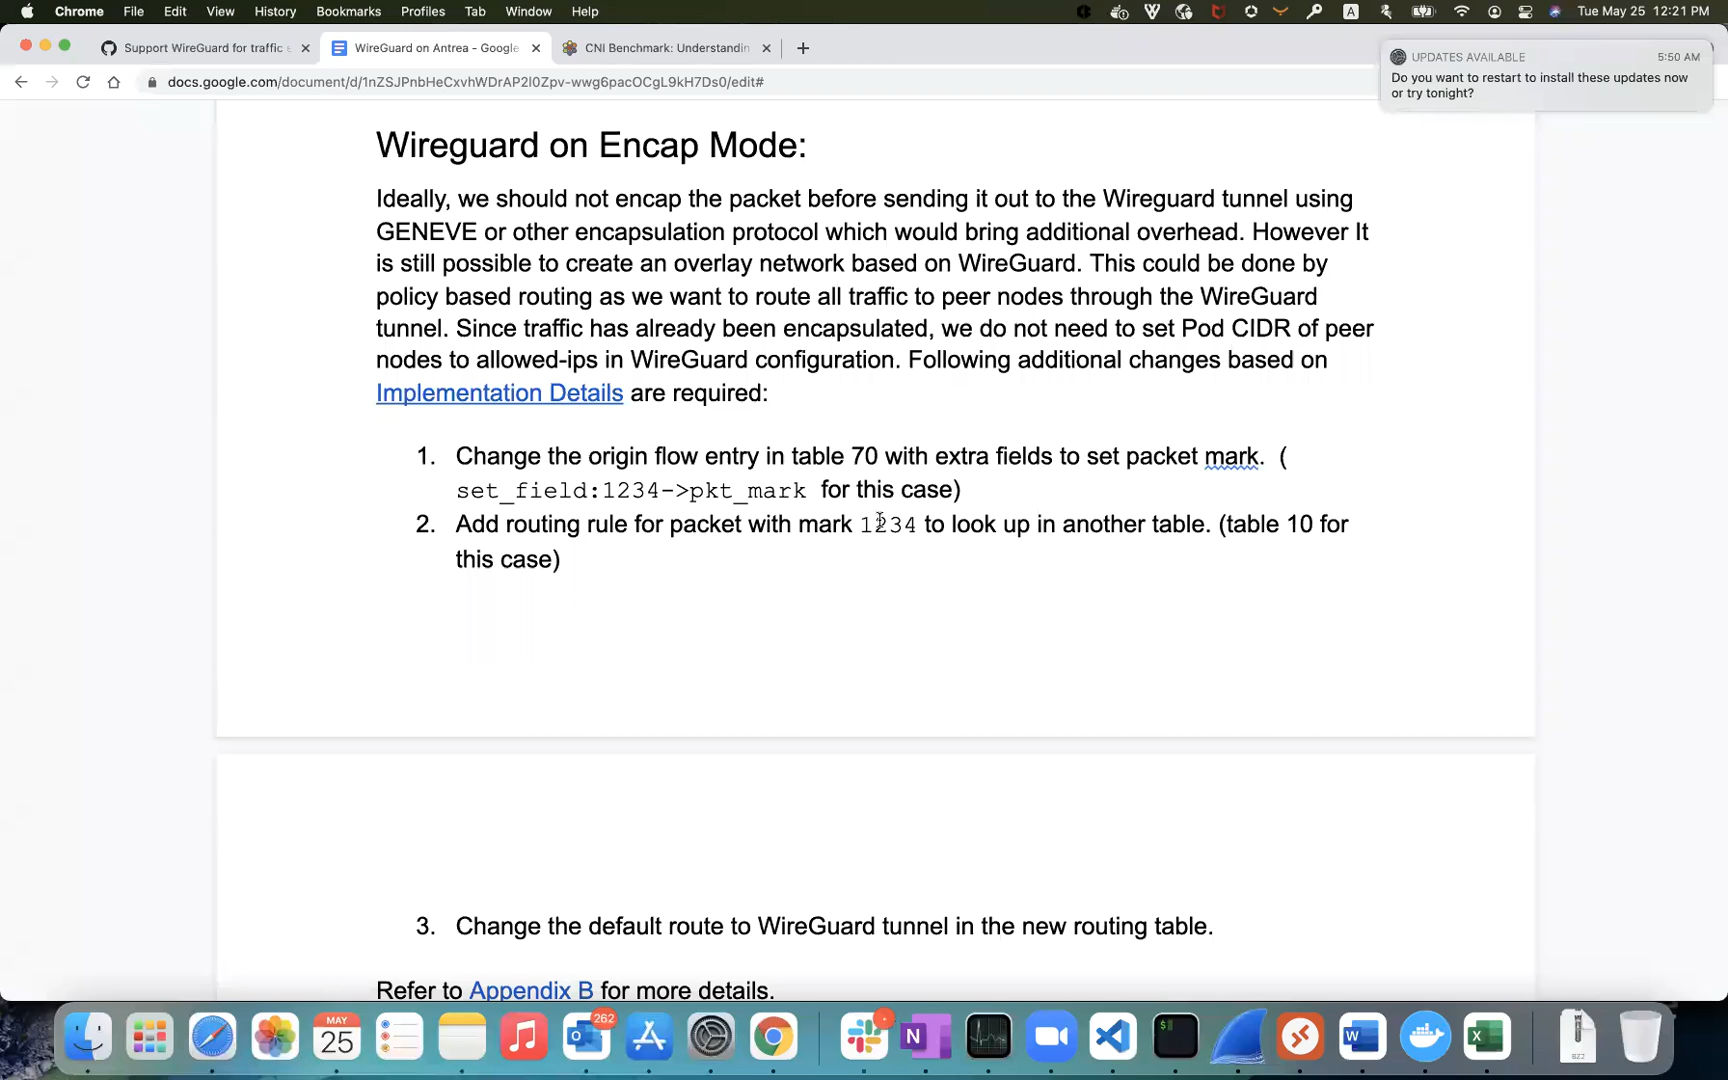 Chrome File Edit View History Bookmarks Profiles Tab Window Help
A
Tue May 25 12:21 PM
Support WireGuard for traffic
WireGuard on Antrea - Google
CNI Benchmark: Understandin
docs.google.com/document/d/1nZSJPnbHeCxvhWDrAP2l0Zpv-wwg6pacOCgL9kH7Ds0/edit#
UPDATES AVAILABLE 5:50 AM
Do you want to restart to install these updates now
or try tonight?
Wireguard on Encap Mode:
Ideally, we should not encap the packet before sending it out to the Wireguard tunnel using
GENEVE or other encapsulation protocol which would bring additional overhead. However It
is still possible to create an overlay network based on WireGuard. This could be done by
policy based routing as we want to route all traffic to peer nodes through the WireGuard
tunnel. Since traffic has already been encapsulated, we do not need to set Pod CIDR of peer
nodes to allowed-ips in WireGuard configuration. Following additional changes based on
Implementation Details are required:
1. Change the origin flow entry in table 70 with extra fields to set packet mark. (
set_field:1234->pkt_mark for this case)
2. Add routing rule for packet with mark 1234 to look up in another table. (table 10 for
this case)
3. Change the default route to WireGuard tunnel in the new routing table.
Refer to Appendix B for more details.
MAY
25
262
N
$
W
X
BZ2